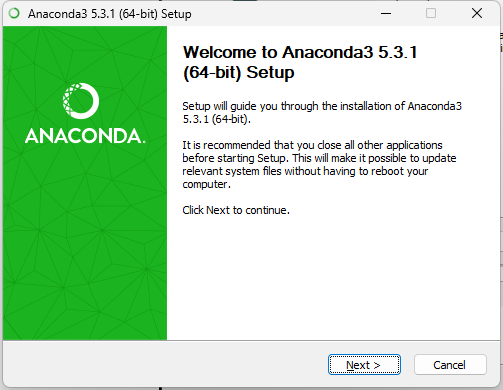 Anaconda3 5.3.1 (64-bit) Setup
ANACONDA.
Welcome to Anaconda3 5.3.1
(64-bit) Setup
Setup will guide you through the installation of Anaconda3
5.3.1 (64-bit).
It is recommended that you close all other applications
before starting Setup. This will make it possible to update
relevant system files without having to reboot your
computer.
Click Next to continue.
Next >
Cancel